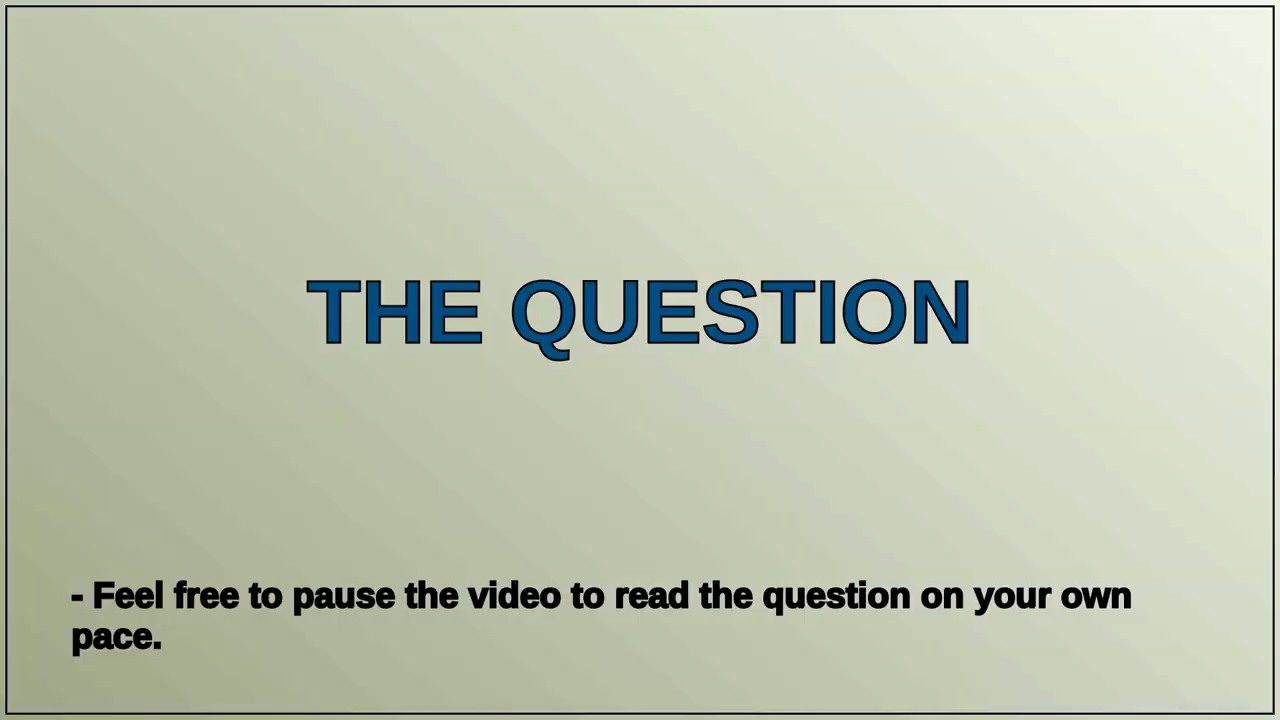 THE QUESTION
- Feel free to pause the video to read the question on your own
pace.